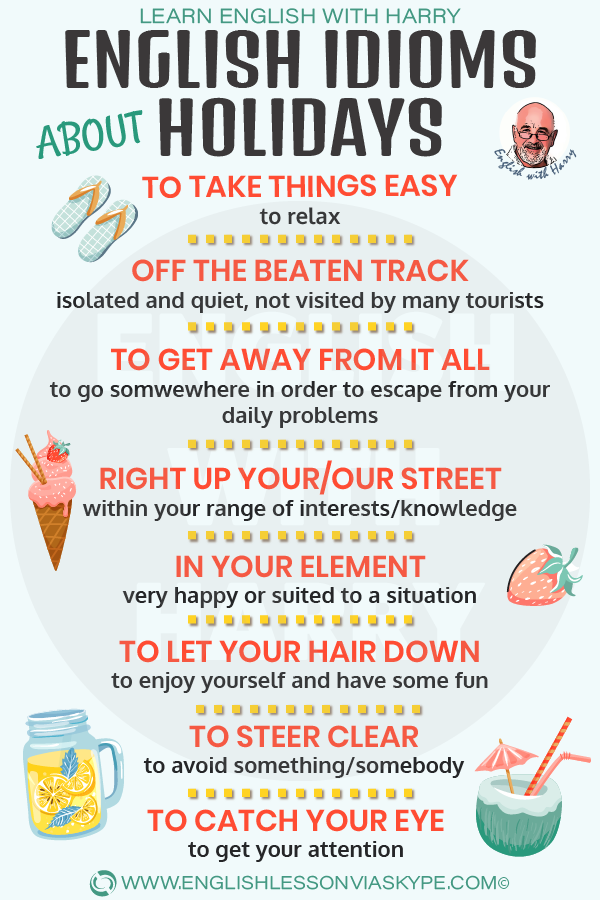 LEARN ENGLISH WITH HARRY
ENGLISH IDIOMS
ABOUT HOLIDAYS
English with Harry
TO TAKE THINGS EASY
to relax
OFF THE BEATEN TRACK
isolated and quiet, not visited by many tourists
TO GET AWAY FROM IT ALL
to go somwewhere in order to escape from your
daily problems
RIGHT UP YOUR/OUR STREET
within your range of interests/knowledge
IN YOUR ELEMENT
very happy or suited to a situation
TO LET YOUR HAIR DOWN
to enjoy yourself and have some fun
TO STEER CLEAR
to avoid something/somebody
TO CATCH YOUR EYE
to get your attention
WWW.ENGLISHLESSONVIASKYPE.COM©
ENGLISH
WITH
HARRY